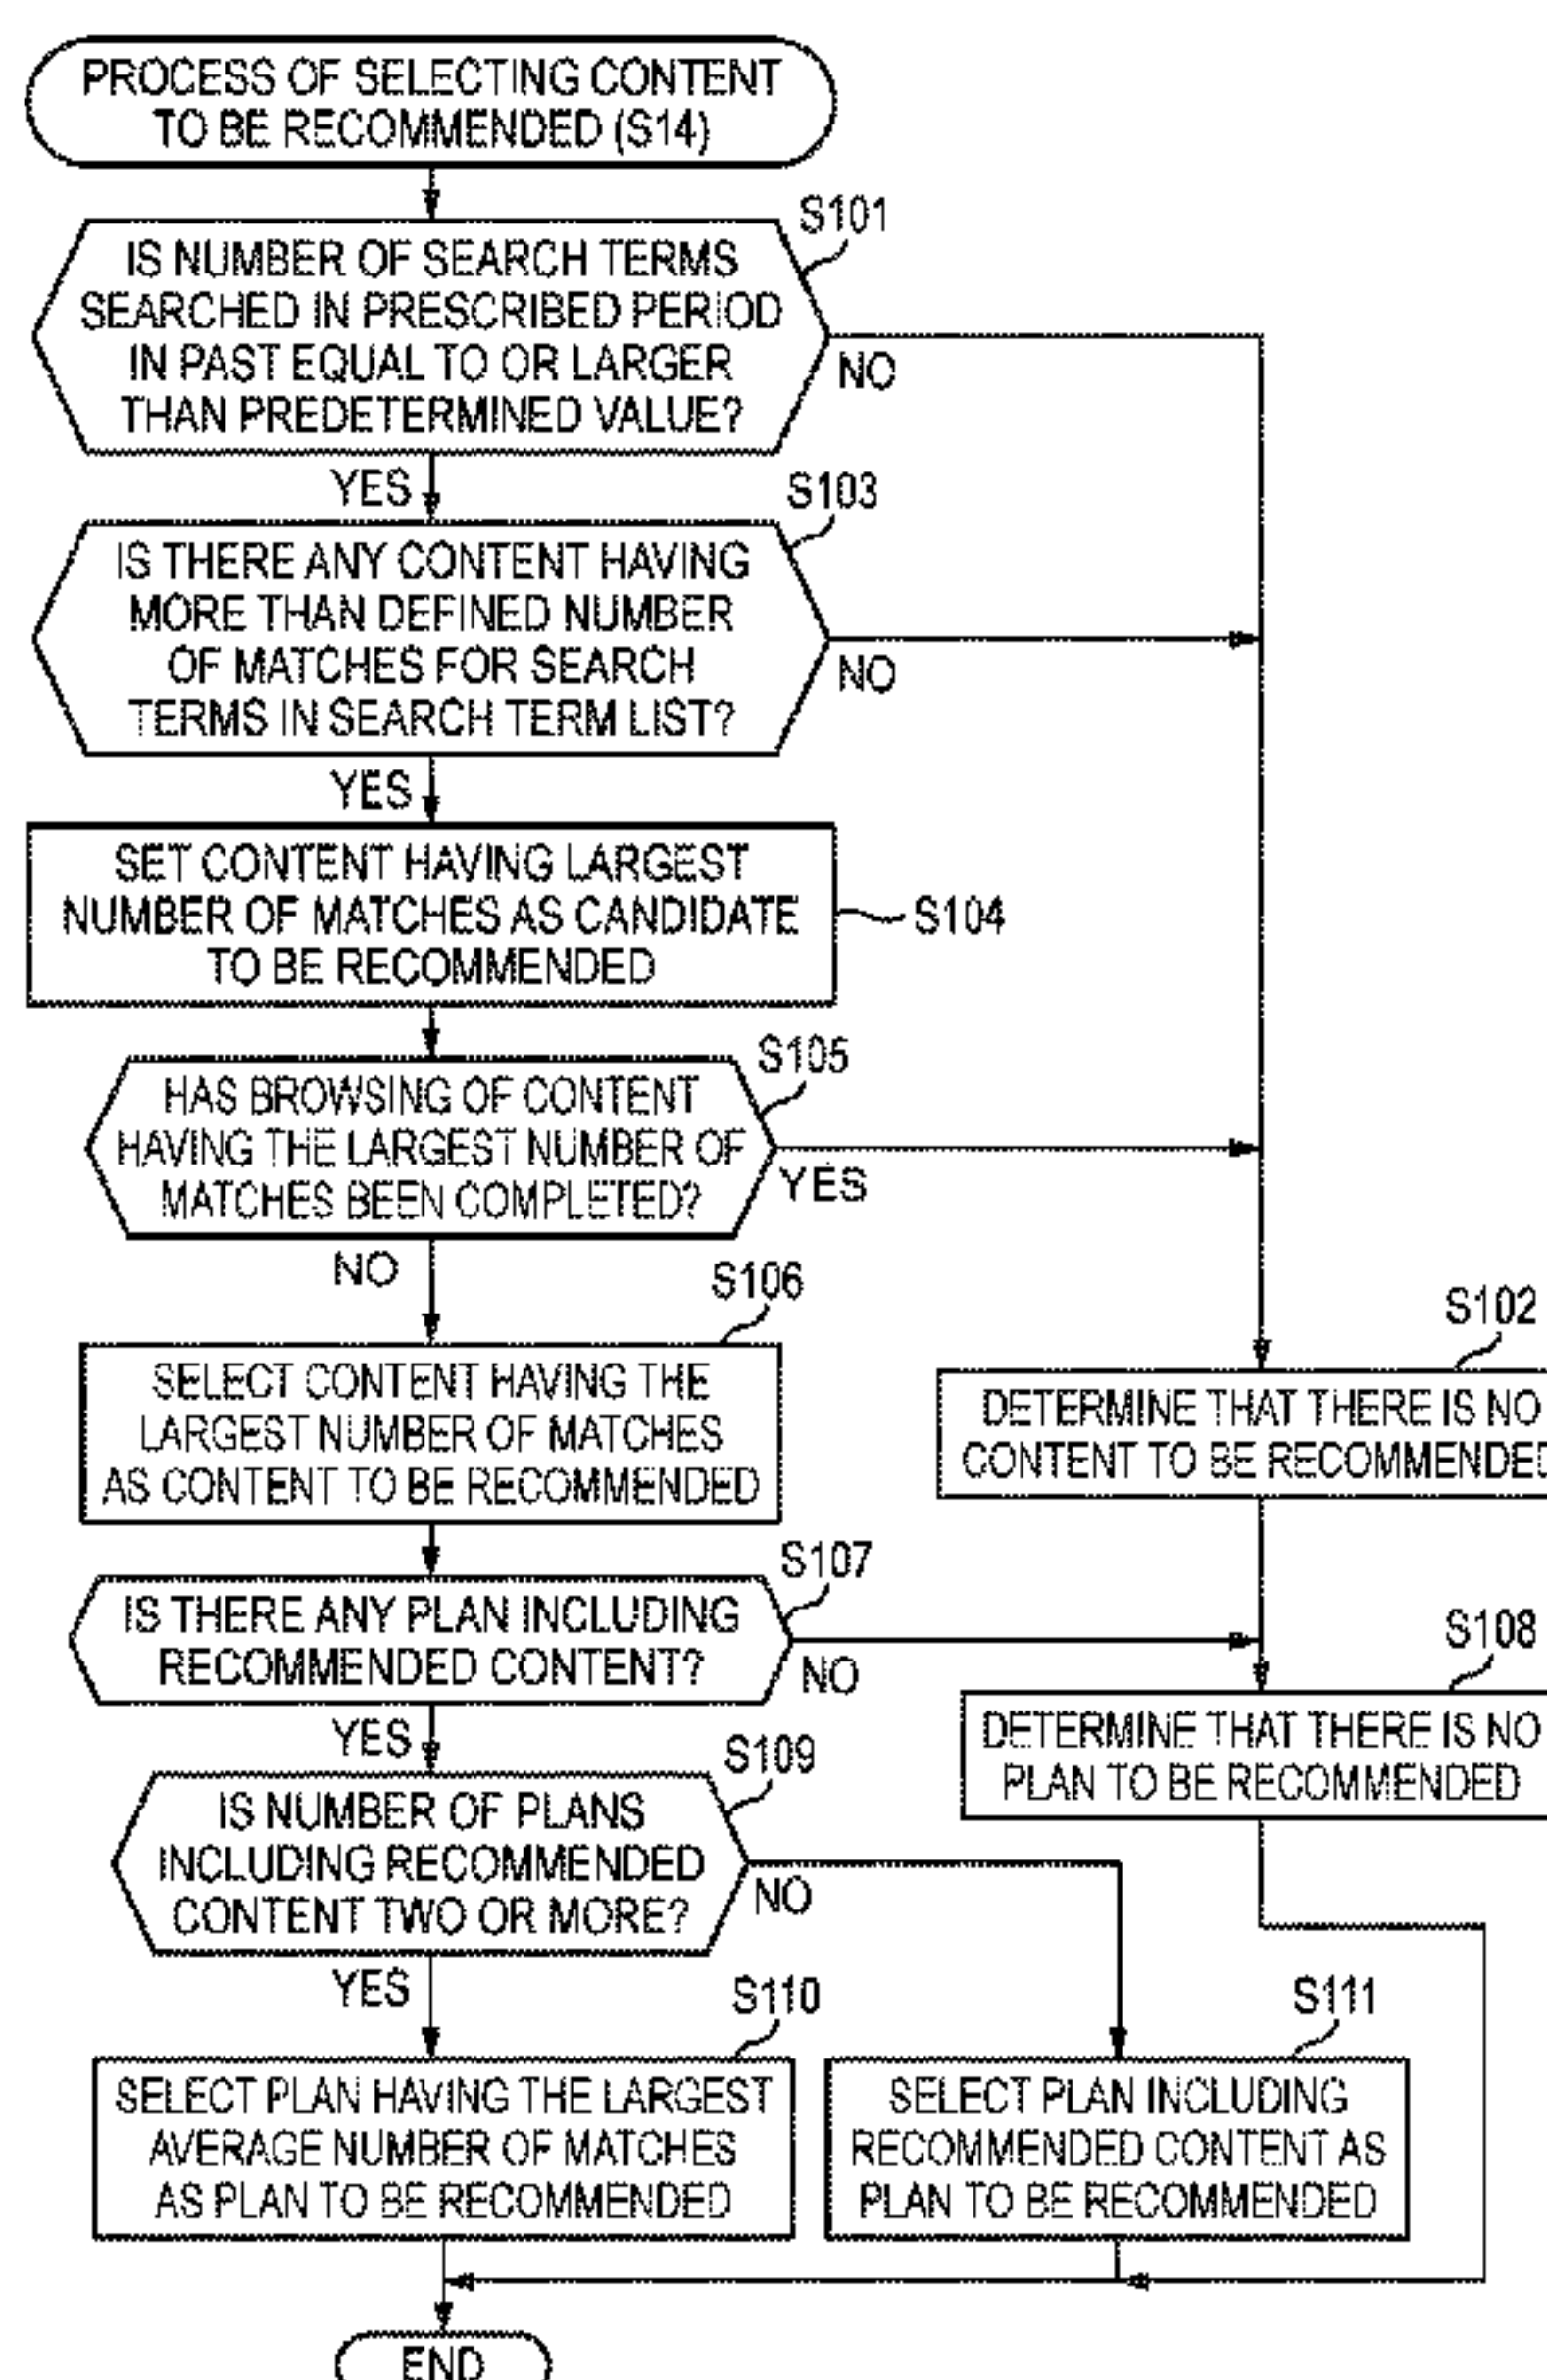 PROCESS OF SELECTING CONTENT
TO BE RECOMMENDED (S14)
S101
IS NUMBER OF SEARCH TERMS
SEARCHED IN PRESCRIBED PERIOD
IN PAST EQUAL TO OR LARGER
THAN PREDETERMINED VALUE?
NO
YES
S103
IS THERE ANY CONTENT HAVING
MORE THAN DEFINED NUMBER
OF MATCHES FOR SEARCH
TERMS IN SEARCH TERM LIST?
NO
YES
SET CONTENT HAVING LARGEST
NUMBER OF MATCHES AS CANDIDATE
TO BE RECOMMENDED
S104
S105
HAS BROWSING OF CONTENT
HAVING THE LARGEST NUMBER OF
MATCHES BEEN COMPLETED?
YES
NO
S106
SELECT CONTENT HAVING THE
LARGEST NUMBER OF MATCHES
AS CONTENT TO BE RECOMMENDED
S102
DETERMINE THAT THERE IS NO
CONTENT TO BE RECOMMENDED
S107
IS THERE ANY PLAN INCLUDING
RECOMMENDED CONTENT?
NO
YES
S108
DETERMINE THAT THERE IS NO
PLAN TO BE RECOMMENDED
S109
IS NUMBER OF PLANS
INCLUDING RECOMMENDED
CONTENT TWO OR MORE?
NO
YES
S110
SELECT PLAN HAVING THE LARGEST
AVERAGE NUMBER OF MATCHES
AS PLAN TO BE RECOMMENDED
S111
SELECT PLAN INCLUDING
RECOMMENDED CONTENT AS
PLAN TO BE RECOMMENDED
END